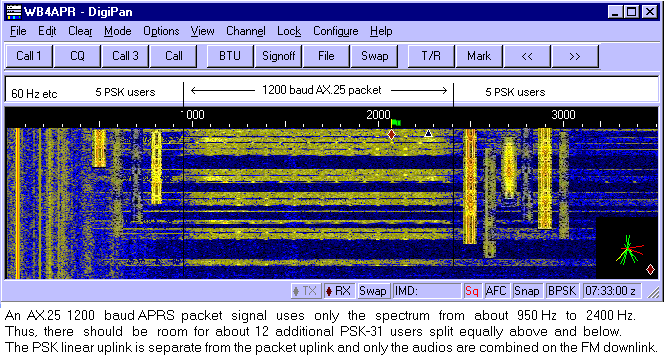 WB4APR - DigiPan
File Edit Clear Mode Options View Channel Lock Configure Help
Call 1 CQ Call 3 Call BTU Signoff File Swap T/R Mark << >>
60 Hz etc 5 PSK users 1200 baud AX.25 packet 5 PSK users
1000 2000 3000
TX RX Swap IMD: Sq AFC Snap BPSK 07:33:00 z
An AX.25 1200 baud APRS packet signal uses only the spectrum from about 950 Hz to 2400 Hz.
Thus, there should be room for about 12 additional PSK-31 users split equally above and below.
The PSK linear uplink is separate from the packet uplink and only the audios are combined on the FM downlink.